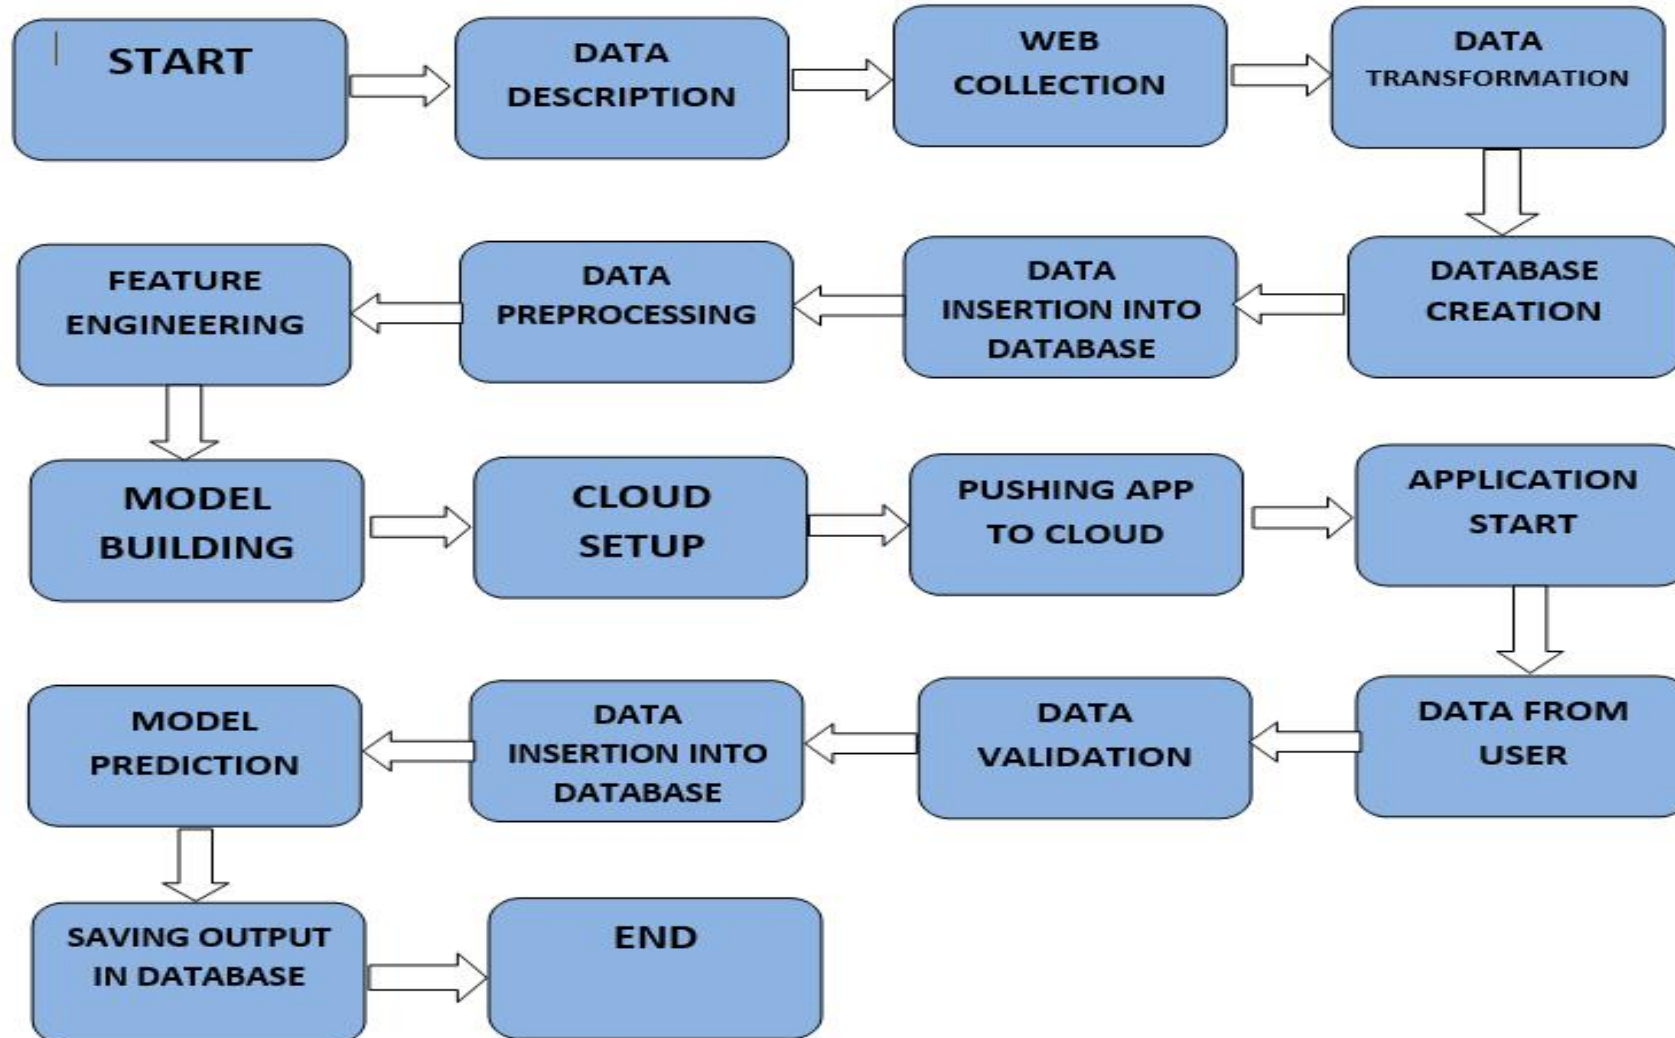 START
DATA
DESCRIPTION
WEB
COLLECTION
DATA
TRANSFORMATION
DATABASE
CREATION
DATA
INSERTION INTO
DATABASE
DATA
PREPROCESSING
FEATURE
ENGINEERING
MODEL
BUILDING
CLOUD
SETUP
PUSHING APP
TO CLOUD
APPLICATION
START
DATA FROM
USER
DATA
VALIDATION
DATA
INSERTION INTO
DATABASE
MODEL
PREDICTION
SAVING OUTPUT
IN DATABASE
END